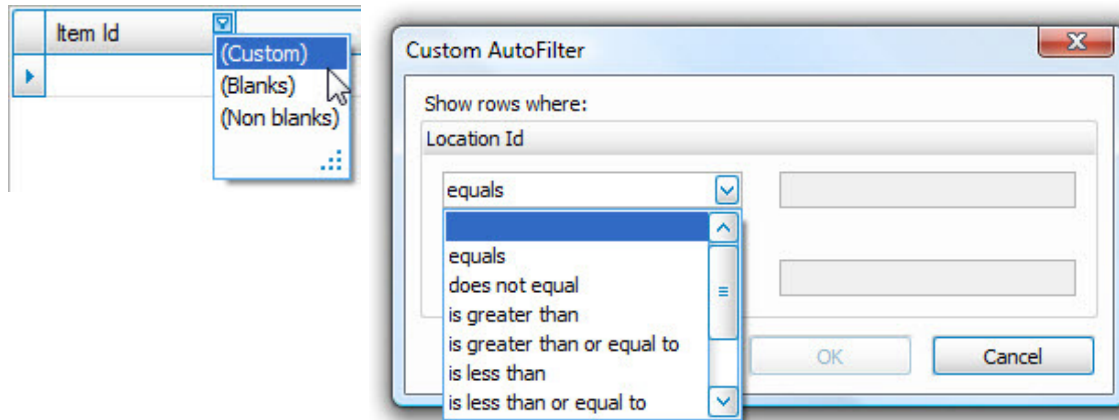 Item Id
(Custom)
(Blanks)
(Non blanks)
Custom AutoFilter
Show rows where:
Location Id
equals
equals
does not equal
is greater than
is greater than or equal to
is less than
is less than or equal to
OK
Cancel